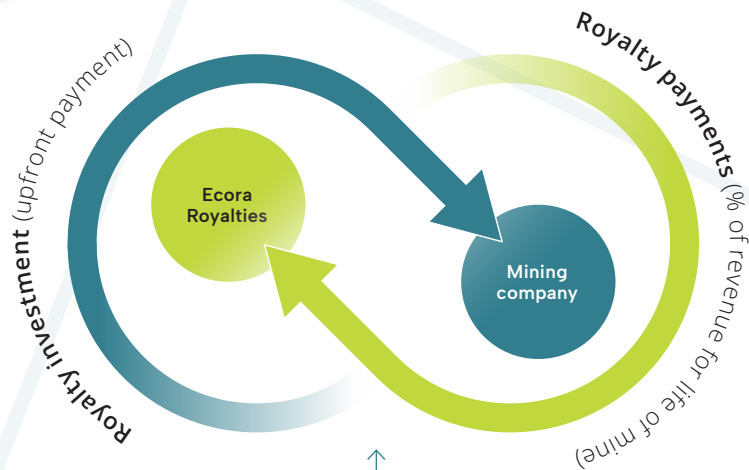 Royalty investment (upfront payment)
Ecora
Royalties
Mining
company
Royalty payments (% of revenue for life of mine)